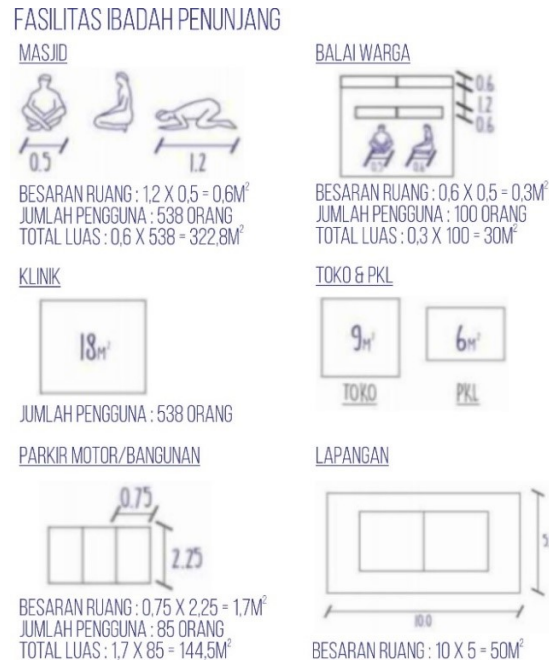 FASILITAS IBADAH PENUNJANG
MASJID
0.5
1.2
BESARAN RUANG : 1,2 X 0,5 = 0,6M²
JUMLAH PENGGUNA : 538 ORANG
TOTAL LUAS : 0,6 X 538 = 322,8M²
BALAI WARGA
0.6
1.2
0.6
0.5
0.6
BESARAN RUANG : 0,6 X 0,5 = 0,3M²
JUMLAH PENGGUNA : 100 ORANG
TOTAL LUAS : 0,3 X 100 = 30M²
KLINIK
18M²
JUMLAH PENGGUNA : 538 ORANG
TOKO & PKL
9M²
6M²
TOKO
PKL
PARKIR MOTOR/BANGUNAN
0.75
2.25
BESARAN RUANG : 0,75 X 2,25 = 1,7M²
JUMLAH PENGGUNA : 85 ORANG
TOTAL LUAS : 1,7 X 85 = 144,5M²
LAPANGAN
10.0
BESARAN RUANG : 10 X 5 = 50M²